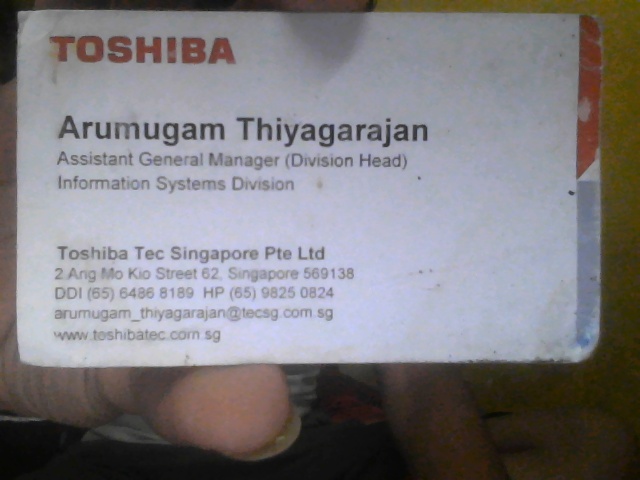 TOSHIBA
Arumugam Thiyagarajan
Assistant General Manager (Division Head)
Information Systems Division
Toshiba Tec Singapore Pte Ltd
2 Ang Mo Kio Street 62, Singapore 569138
DDI (65) 6486 8189 HP (65) 9825 0824
arumugam_thiyagarajan@tecsg.com.sg
www.toshibatec.com.sg